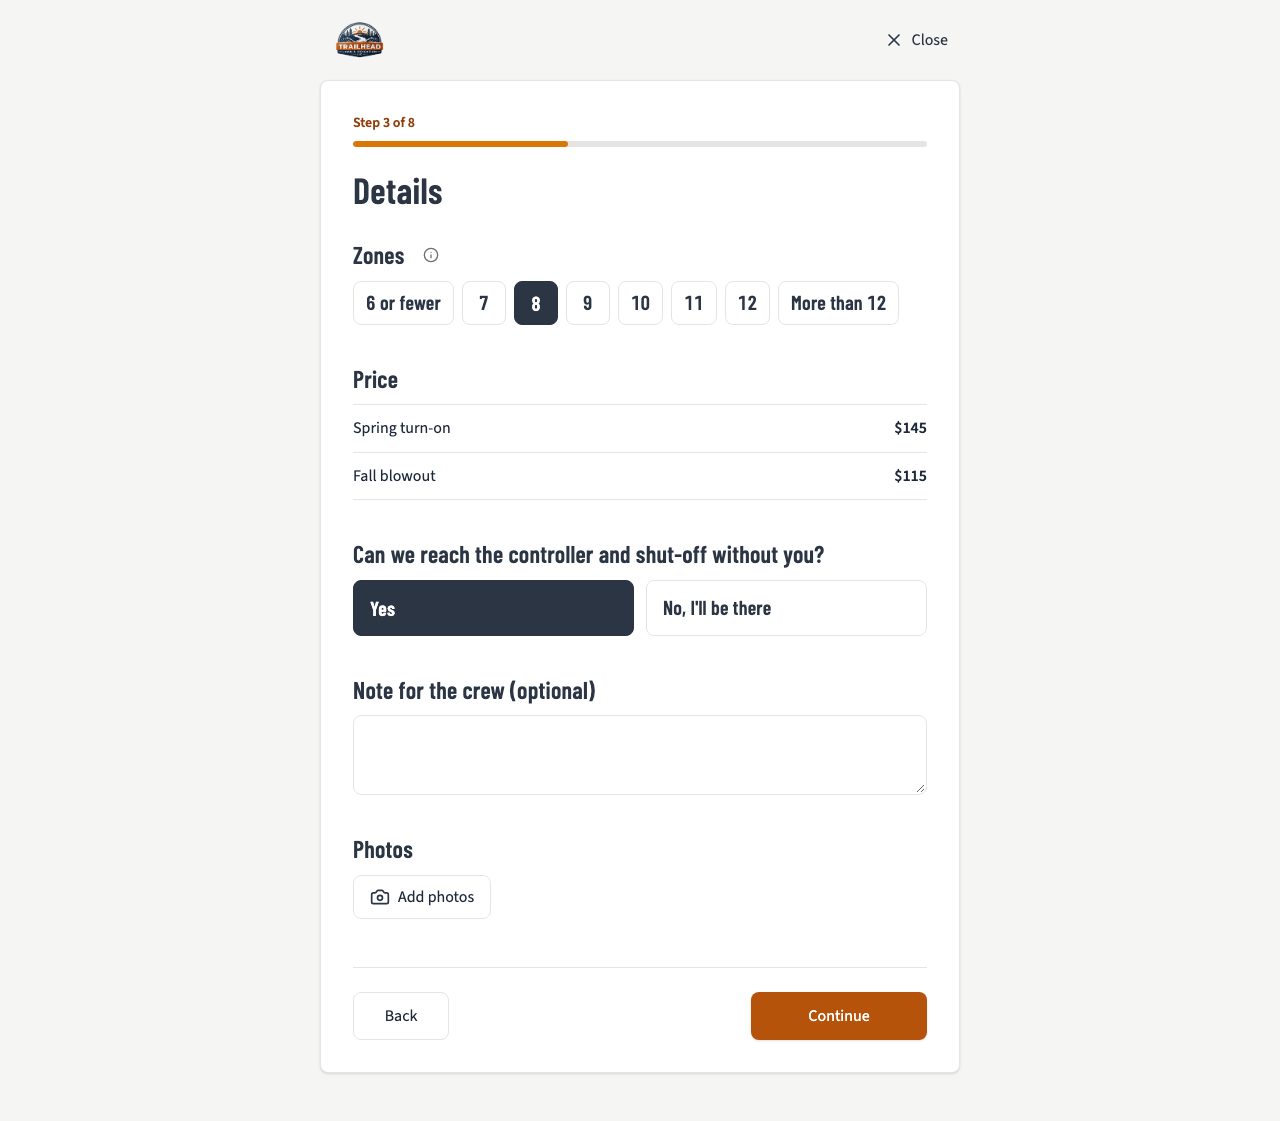 TRAILHEAD
Close
Step 3 of 8
Details
Zones
6 or fewer 7 8 9 10 11 12 More than 12
Price
Spring turn-on $145
Fall blowout $115
Can we reach the controller and shut-off without you?
Yes No, I'll be there
Note for the crew (optional)
Photos
Add photos
Back Continue